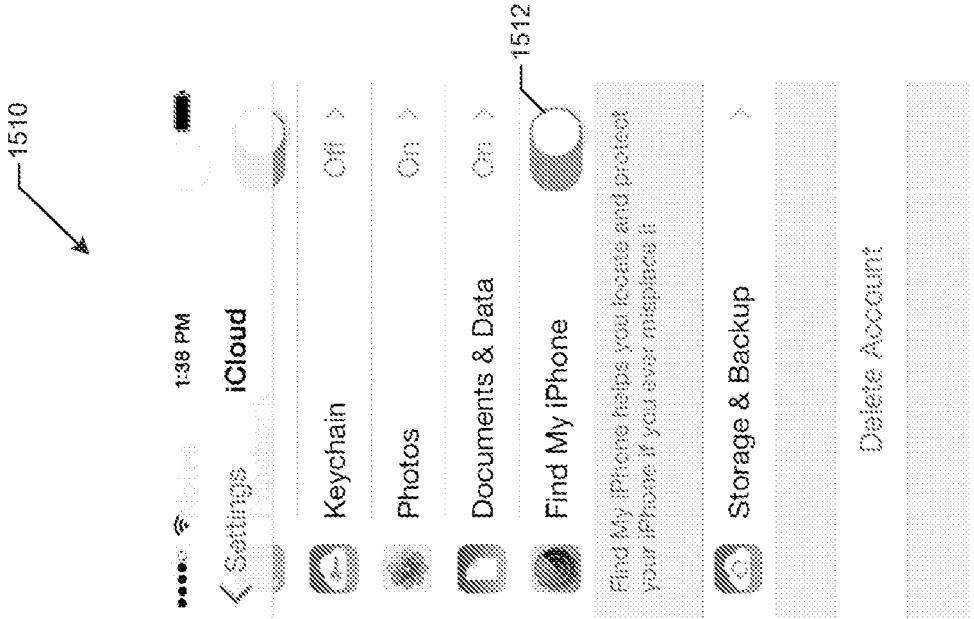 1510
1:38 PM
Settings
iCloud
Keychain
Off
Photos
On
Documents & Data
On
Find My iPhone
1512
Find My iPhone helps you locate and protect
your iPhone if you ever misplace it
Storage & Backup
Delete Account